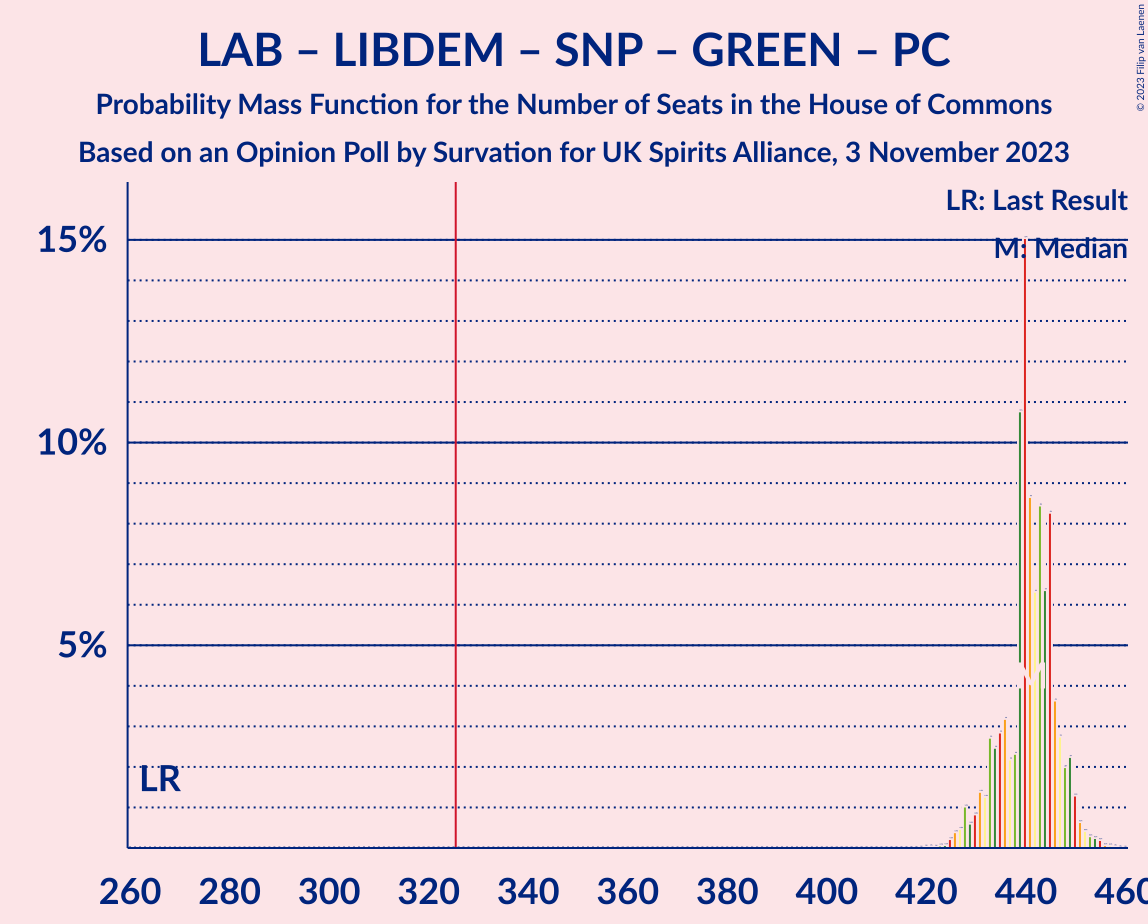 LAB – LIBDEM – SNP – GREEN – PC
Probability Mass Function for the Number of Seats in the House of Commons
Based on an Opinion Poll by Survation for UK Spirits Alliance, 3 November 2023
© 2023 Filip van Laenen
LR: Last Result
M: Median
15%
10%
5%
LR
260 280 300 320 340 360 380 400 420 440 460